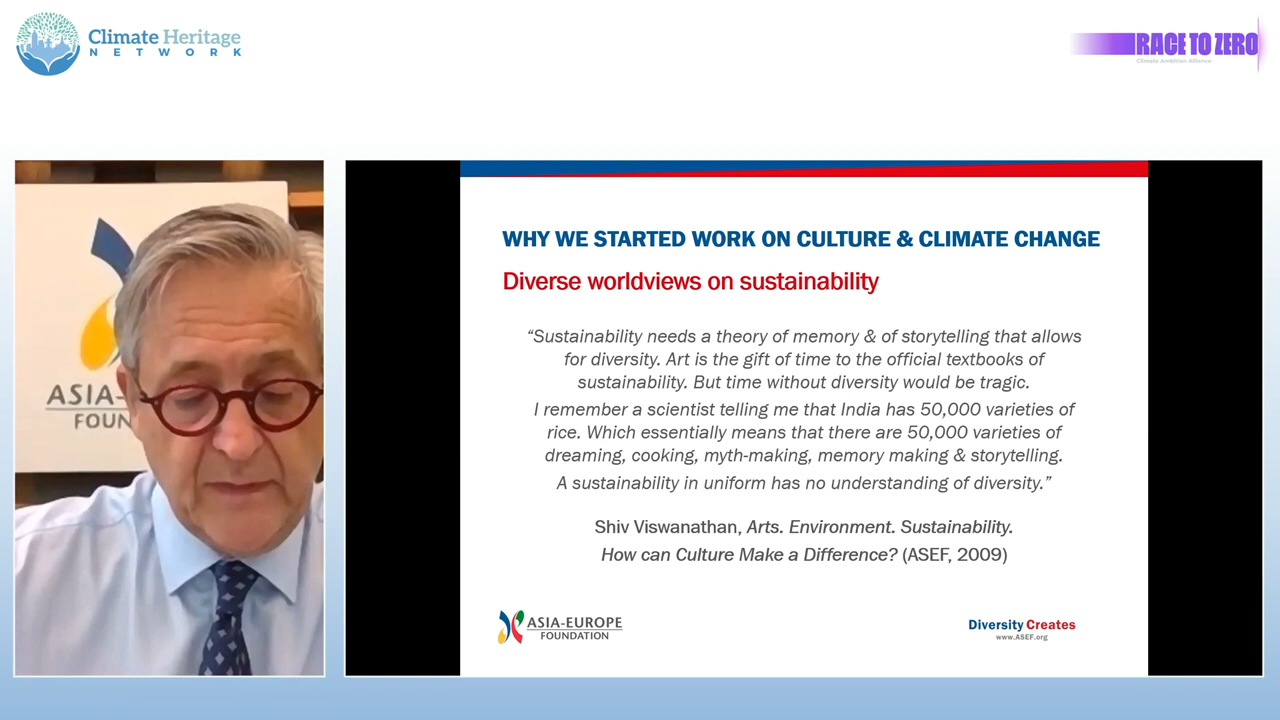 Climate Heritage
NETWORK
RACE TO ZERO
Climate Ambition Alliance
ASIA-
FOUN
WHY WE STARTED WORK ON CULTURE & CLIMATE CHANGE
Diverse worldviews on sustainability
“Sustainability needs a theory of memory & of storytelling that allows
for diversity. Art is the gift of time to the official textbooks of
sustainability. But time without diversity would be tragic.
I remember a scientist telling me that India has 50,000 varieties of
rice. Which essentially means that there are 50,000 varieties of
dreaming, cooking, myth-making, memory making & storytelling.
A sustainability in uniform has no understanding of diversity.”
Shiv Viswanathan, Arts. Environment. Sustainability.
How can Culture Make a Difference? (ASEF, 2009)
ASIA-EUROPE
FOUNDATION
Diversity Creates
www.ASEF.org